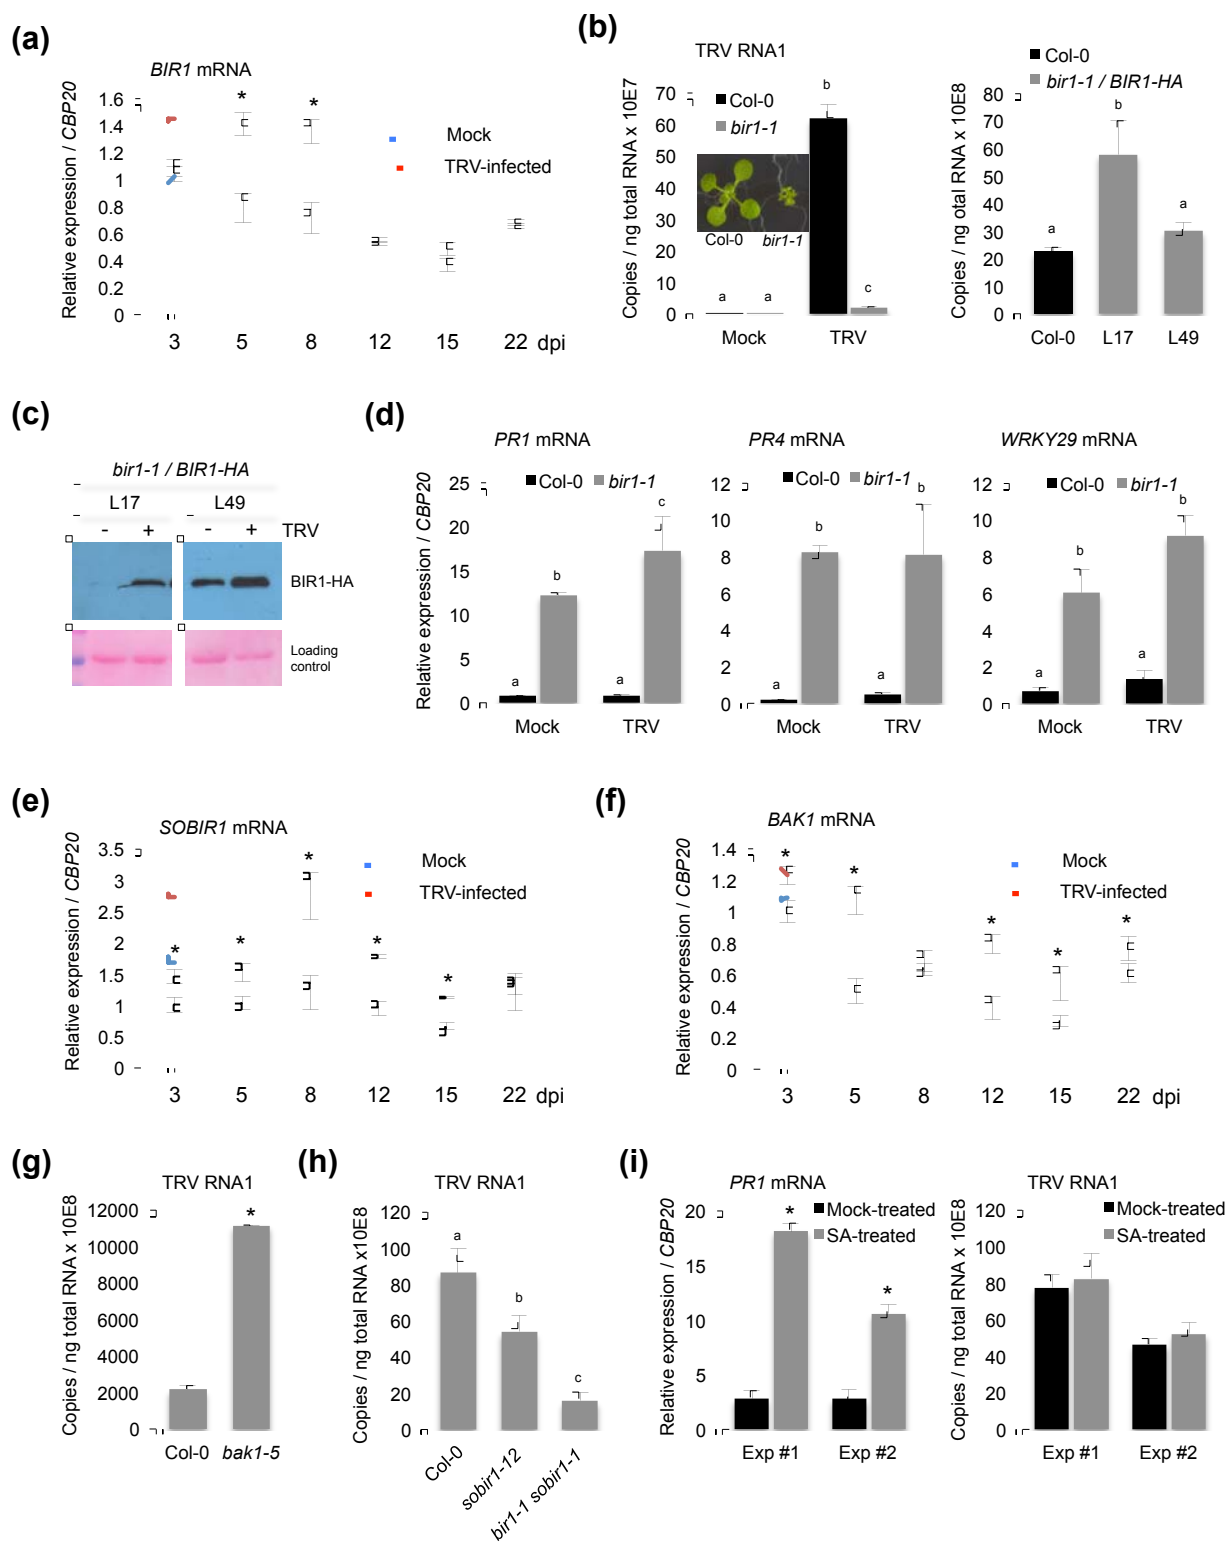 (a)
BIR1 mRNA
Relative expression / CBP20
1.6
1.4
1.2
1
0.8
0.6
0.4
0.2
0
* *
Mock
TRV-infected
3 5 8 12 15 22 dpi
(b)
TRV RNA1
Copies / ng total RNA x 10E7
70
60
50
40
30
20
10
0
Col-0
bir1-1
Col-0 bir1-1
a a b c
Mock TRV
Col-0
bir1-1 / BIR1-HA
Copies / ng otal RNA x 10E8
80
70
60
50
40
30
20
10
0
a b a
Col-0 L17 L49
(c)
bir1-1 / BIR1-HA
L17 L49
- + - + TRV
BIR1-HA
Loading
control
(d)
PR1 mRNA
Relative expression / CBP20
25
20
15
10
5
0
Col-0 bir1-1
a b a c
Mock TRV
PR4 mRNA
12
10
8
6
4
2
0
Col-0 bir1-1
a b a b
Mock TRV
WRKY29 mRNA
12
10
8
6
4
2
0
Col-0 bir1-1
a b a b
Mock TRV
(e)
SOBIR1 mRNA
Relative expression / CBP20
3.5
3
2.5
2
1.5
1
0.5
0
* * * * *
Mock
TRV-infected
3 5 8 12 15 22 dpi
(f)
BAK1 mRNA
Relative expression / CBP20
1.4
1.2
1
0.8
0.6
0.4
0.2
0
* * * * *
Mock
TRV-infected
3 5 8 12 15 22 dpi
(g)
TRV RNA1
Copies / ng total RNA x 10E8
12000
10000
8000
6000
4000
2000
0
*
Col-0 bak1-5
(h)
TRV RNA1
Copies / ng total RNA x10E8
120
100
80
60
40
20
0
a b c
Col-0
sobir1-12
bir1-1 sobir1-1
(i)
PR1 mRNA
Relative expression / CBP20
20
15
10
5
0
Mock-treated
SA-treated
* *
Exp #1 Exp #2
TRV RNA1
Copies / ng total RNA x 10E8
120
100
80
60
40
20
0
Mock-treated
SA-treated
Exp #1 Exp #2